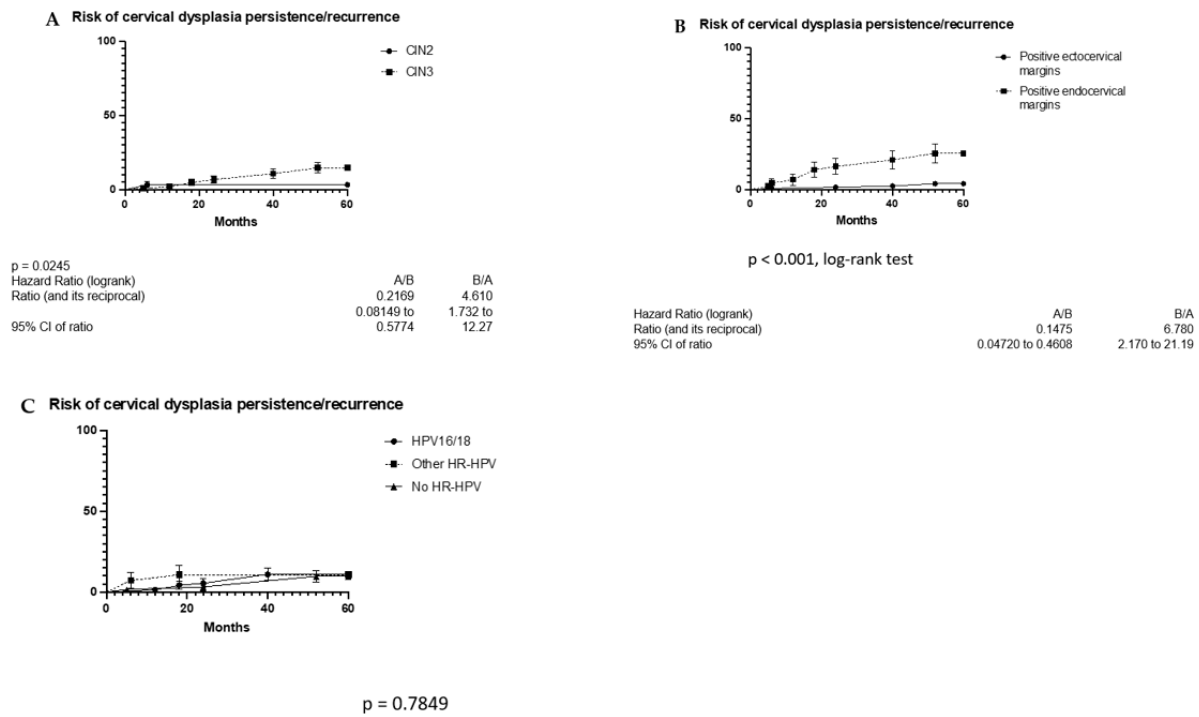 A Risk of cervical dysplasia persistence/recurrence
100
50
0
0 20 40 60
Months
CIN2
CIN3
p = 0.0245
Hazard Ratio (logrank) A/B B/A
Ratio (and its reciprocal) 0.2169 4.610
0.08149 to 1.732 to
95% CI of ratio 0.5774 12.27
B Risk of cervical dysplasia persistence/recurrence
100
50
0
0 20 40 60
Months
Positive ectocervical
margins
Positive endocervical
margins
p < 0.001, log-rank test
Hazard Ratio (logrank) A/B B/A
Ratio (and its reciprocal) 0.1475 6.780
95% CI of ratio 0.04720 to 0.4608 2.170 to 21.19
C Risk of cervical dysplasia persistence/recurrence
100
50
0
0 20 40 60
Months
HPV16/18
Other HR-HPV
No HR-HPV
p = 0.7849